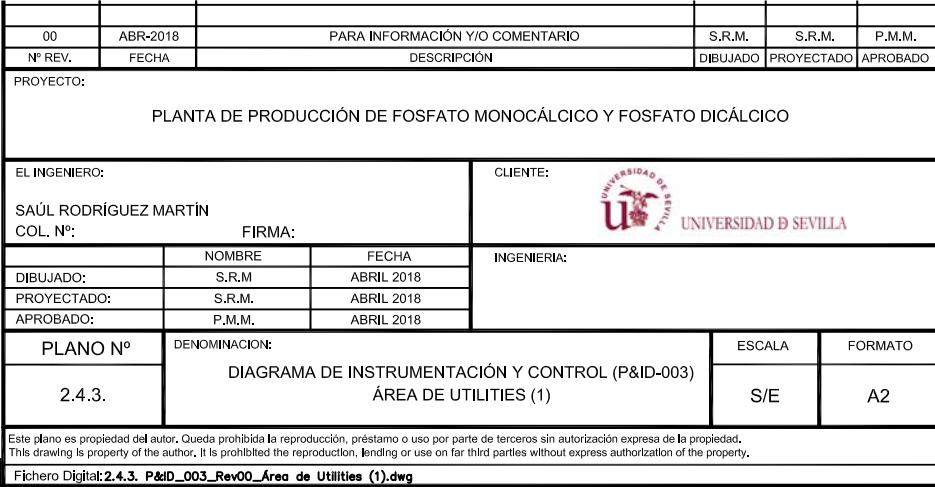 00 ABR-2018 PARA INFORMACIÓN Y/O COMENTARIO S.R.M. S.R.M. P.M.M.
Nº REV. FECHA DESCRIPCIÓN DIBUJADO PROYECTADO APROBADO
PROYECTO:
PLANTA DE PRODUCCIÓN DE FOSFATO MONOCÁLCICO Y FOSFATO DICÁLCICO
EL INGENIERO:
SAÚL RODRÍGUEZ MARTÍN
COL. Nº: FIRMA:
CLIENTE:
UNIVERSIDAD DE SEVILLA
UNIVERSIDAD Ð SEVILLA
NOMBRE FECHA
DIBUJADO: S.R.M ABRIL 2018
PROYECTADO: S.R.M. ABRIL 2018
APROBADO: P.M.M. ABRIL 2018
INGENIERIA:
PLANO Nº
2.4.3.
DENOMINACION:
DIAGRAMA DE INSTRUMENTACIÓN Y CONTROL (P&ID-003)
ÁREA DE UTILITIES (1)
ESCALA
S/E
FORMATO
A2
Este plano es propiedad del autor. Queda prohibida la reproducción, préstamo o uso por parte de terceros sin autorización expresa de la propiedad.
This drawing is property of the author. It is prohibited the reproduction, lending or use on far third parties without express authorization of the property.
Fichero Digital: 2.4.3. P&ID_003_Rev00_Área de Utilities (1).dwg